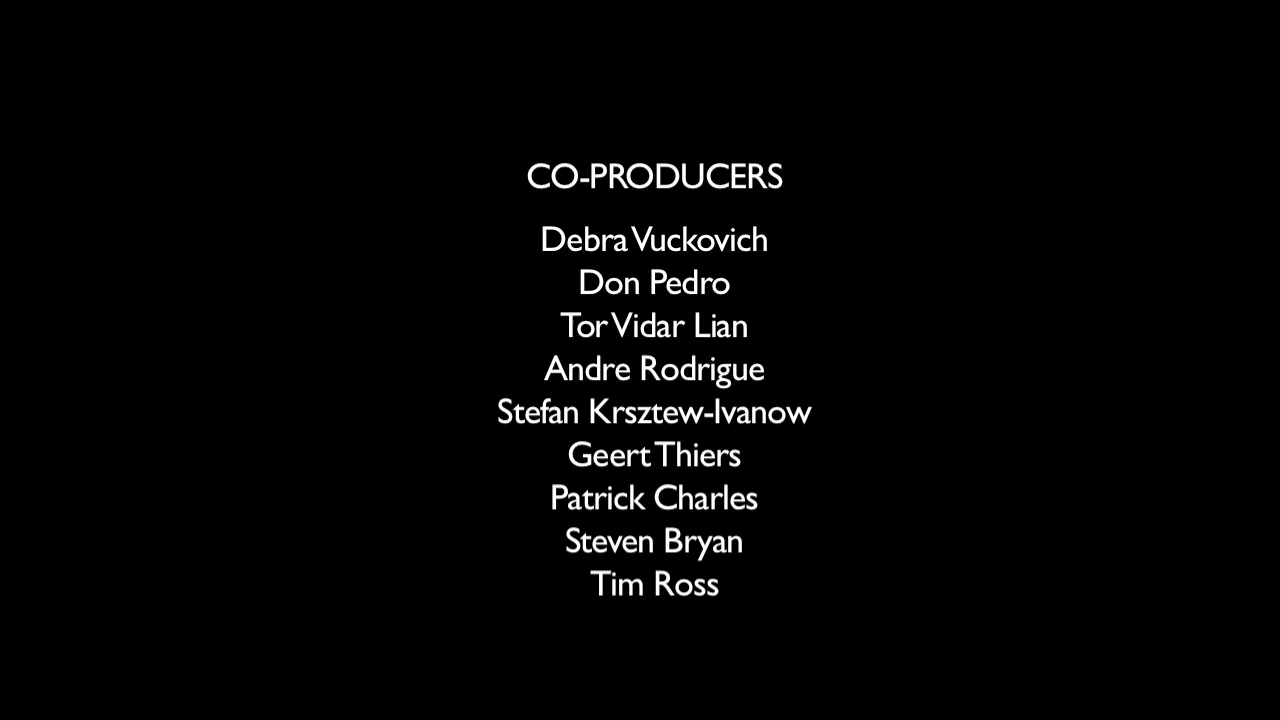 CO-PRODUCERS
Debra Vuckovich
Don Pedro
Tor Vidar Lian
Andre Rodrigue
Stefan Krsztew-Ivanow
Geert Thiers
Patrick Charles
Steven Bryan
Tim Ross